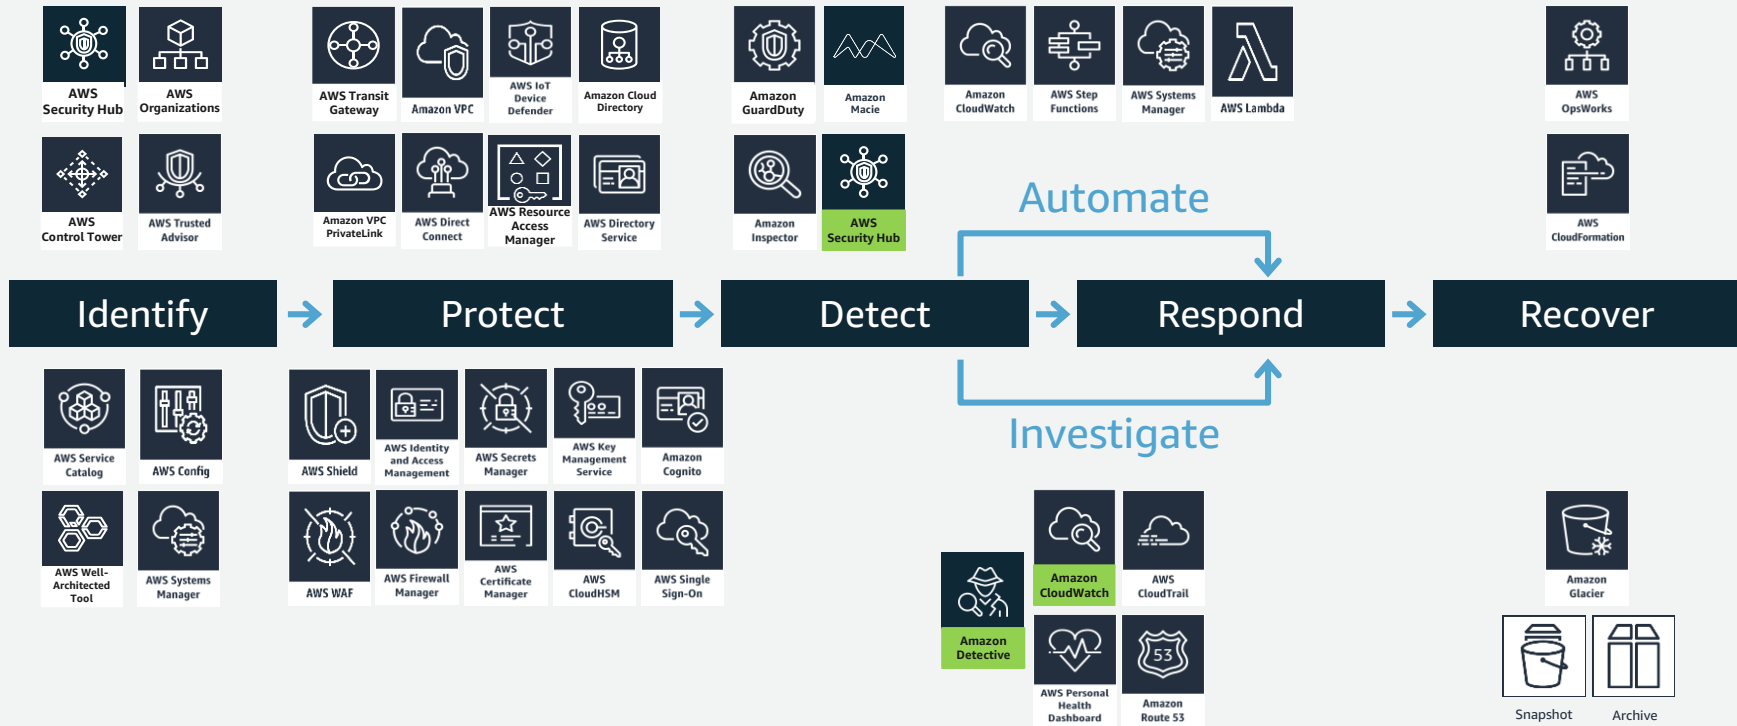 AWS
Security Hub
AWS
Organizations
AWS Transit
Gateway
Amazon VPC
AWS IoT
Device
Defender
Amazon Cloud
Directory
Amazon
GuardDuty
Amazon
Macie
Amazon
CloudWatch
AWS Step
Functions
AWS Systems
Manager
AWS Lambda
AWS
OpsWorks
AWS
Control Tower
AWS Trusted
Advisor
Amazon VPC
PrivateLink
AWS Direct
Connect
AWS Resource
Access
Manager
AWS Directory
Service
Amazon
Inspector
AWS
Security Hub
AWS
CloudFormation
Automate
Identify
Protect
Detect
Respond
Recover
Investigate
AWS Service
Catalog
AWS Config
AWS Shield
AWS Identity
and Access
Management
AWS Secrets
Manager
AWS Key
Management
Service
Amazon
Cognito
AWS Well-
Architected
Tool
AWS Systems
Manager
AWS WAF
AWS Firewall
Manager
AWS
Certificate
Manager
AWS
CloudHSM
AWS Single
Sign-On
Amazon
Detective
Amazon
CloudWatch
AWS
CloudTrail
AWS Personal
Health
Dashboard
53
Amazon
Route 53
Amazon
Glacier
Snapshot
Archive